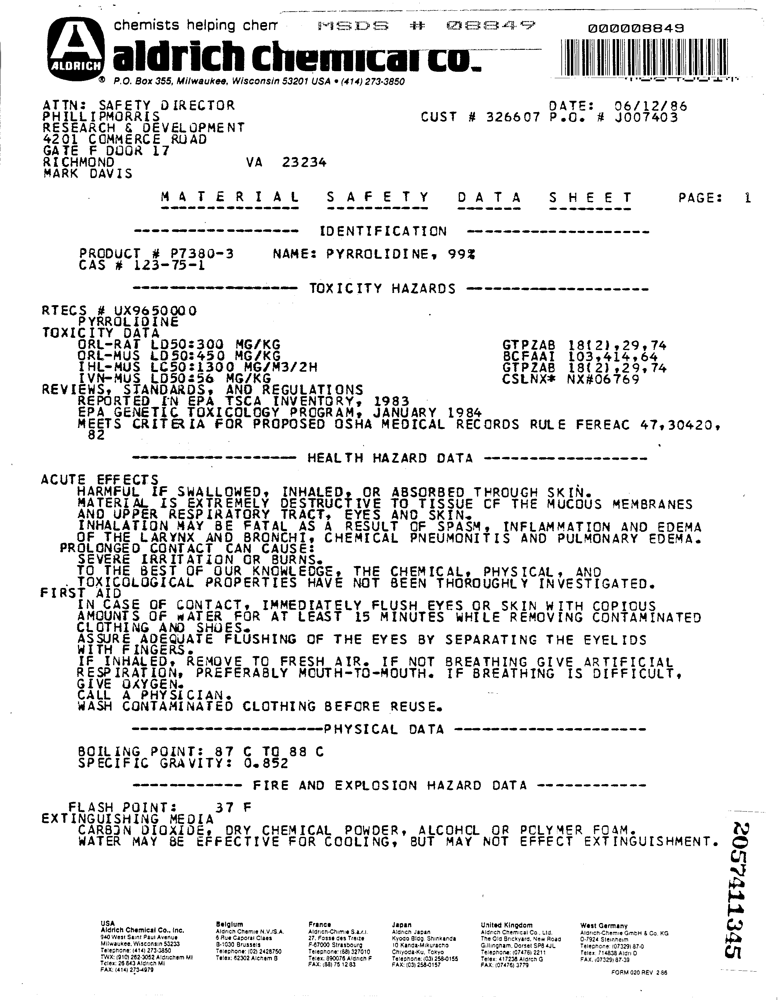 chemists helping chem MSDS # 08849 000008849
ALDRICH aldrich chemical co.
P.O. Box 355, Milwaukee, Wisconsin 53201 USA • (414) 273-3850
ATTN: SAFETY DIRECTOR DATE: 06/12/86
PHILLIPMORRIS CUST # 326607 P.O. # J007403
RESEARCH & DEVELOPMENT
4201 COMMERCE ROAD
GATE F DOOR 17
RICHMOND VA 23234
MARK DAVIS
MATERIAL SAFETY DATA SHEET PAGE: 1
------------------ IDENTIFICATION --------------------
PRODUCT # P7380-3 NAME: PYRROLIDINE, 99%
CAS # 123-75-1
------------------ TOXICITY HAZARDS --------------------
RTECS # UX9650000
PYRROLIDINE
TOXICITY DATA
ORL-RAT LD50:300 MG/KG GTPZAB 18(2),29,74
ORL-MUS LD50:450 MG/KG BCFAAI 103,414,64
IHL-MUS LC50:1300 MG/M3/2H GTPZAB 18(2),29,74
IVN-MUS LD50:56 MG/KG CSLNX* NX#06769
REVIEWS, STANDARDS, AND REGULATIONS
REPORTED IN EPA TSCA INVENTORY, 1983
EPA GENETIC TOXICOLOGY PROGRAM, JANUARY 1984
MEETS CRITERIA FOR PROPOSED OSHA MEDICAL RECORDS RULE FEREAC 47,30420,
82
------------------ HEALTH HAZARD DATA ------------------
ACUTE EFFECTS
HARMFUL IF SWALLOWED, INHALED, OR ABSORBED THROUGH SKIN.
MATERIAL IS EXTREMELY DESTRUCTIVE TO TISSUE OF THE MUCOUS MEMBRANES
AND UPPER RESPIRATORY TRACT, EYES AND SKIN.
INHALATION MAY BE FATAL AS A RESULT OF SPASM, INFLAMMATION AND EDEMA
OF THE LARYNX AND BRONCHI, CHEMICAL PNEUMONITIS AND PULMONARY EDEMA.
PROLONGED CONTACT CAN CAUSE:
SEVERE IRRITATION OR BURNS.
TO THE BEST OF OUR KNOWLEDGE, THE CHEMICAL, PHYSICAL, AND
TOXICOLOGICAL PROPERTIES HAVE NOT BEEN THOROUGHLY INVESTIGATED.
FIRST AID
IN CASE OF CONTACT, IMMEDIATELY FLUSH EYES OR SKIN WITH COPIOUS
AMOUNTS OF WATER FOR AT LEAST 15 MINUTES WHILE REMOVING CONTAMINATED
CLOTHING AND SHOES.
ASSURE ADEQUATE FLUSHING OF THE EYES BY SEPARATING THE EYELIDS
WITH FINGERS.
IF INHALED, REMOVE TO FRESH AIR. IF NOT BREATHING GIVE ARTIFICIAL
RESPIRATION, PREFERABLY MOUTH-TO-MOUTH. IF BREATHING IS DIFFICULT,
GIVE OXYGEN.
CALL A PHYSICIAN.
WASH CONTAMINATED CLOTHING BEFORE REUSE.
---------------------PHYSICAL DATA ---------------------
BOILING POINT: 87 C TO 88 C
SPECIFIC GRAVITY: 0.852
------------ FIRE AND EXPLOSION HAZARD DATA ------------
FLASH POINT: 37 F
EXTINGUISHING MEDIA
CARBON DIOXIDE, DRY CHEMICAL POWDER, ALCOHOL OR POLYMER FOAM.
WATER MAY BE EFFECTIVE FOR COOLING, BUT MAY NOT EFFECT EXTINGUISHMENT.
2057411345
USA
Aldrich Chemical Co., Inc.
940 West Saint Paul Avenue
Milwaukee, Wisconsin 53233
Telephone: (414) 273-3850
TWX: (910) 262-3052 Aldrichem MI
Telex: 26 843 Aldrich MI
FAX: (414) 273-4979
Belgium
Aldrich Chemie N.V./S.A.
6 Rue Caporal Claes
B-1030 Brussels
Telephone: (02) 2428750
Telex: 62302 Alchem B
France
Aldrich-Chimie S.a.r.l.
27, Fosse des Treize
F-67000 Strasbourg
Telephone: (88) 327010
Telex: 890076 Aldrich F
FAX: (88) 75 12 83
Japan
Aldrich Japan
Kyodo Bldg. Shinkanda
10 Kanda-Mikuracho
Chiyoda-Ku, Tokyo
Telephone: (03) 258-0155
FAX: (03) 258-0157
United Kingdom
Aldrich Chemical Co., Ltd.
The Old Brickyard, New Road
Gillingham, Dorset SP8 4JL
Telephone: (07476) 2211
Telex: 417238 Aldrch G
FAX: (07476) 3779
West Germany
Aldrich-Chemie GmbH & Co. KG
D-7924 Steinheim
Telephone: (07329) 87-0
Telex: 714838 Aldri D
FAX: (07329) 87-39
FORM 020 REV 2 86